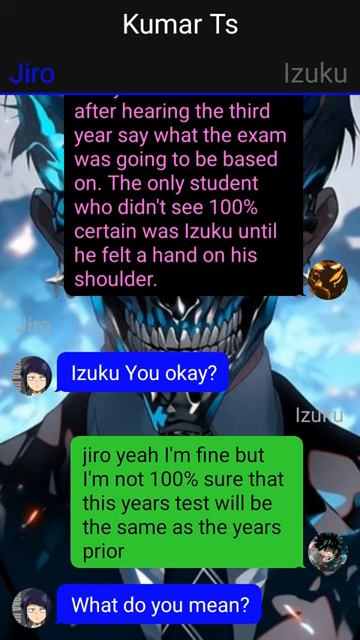 Kumar Ts
Jiro Izuku
after hearing the third
year say what the exam
was going to be based
on. The only student
who didn't see 100%
certain was Izuku until
he felt a hand on his
shoulder.
Jiro
Izuku You okay?
Izuku
jiro yeah I'm fine but
I'm not 100% sure that
this years test will be
the same as the years
prior
What do you mean?